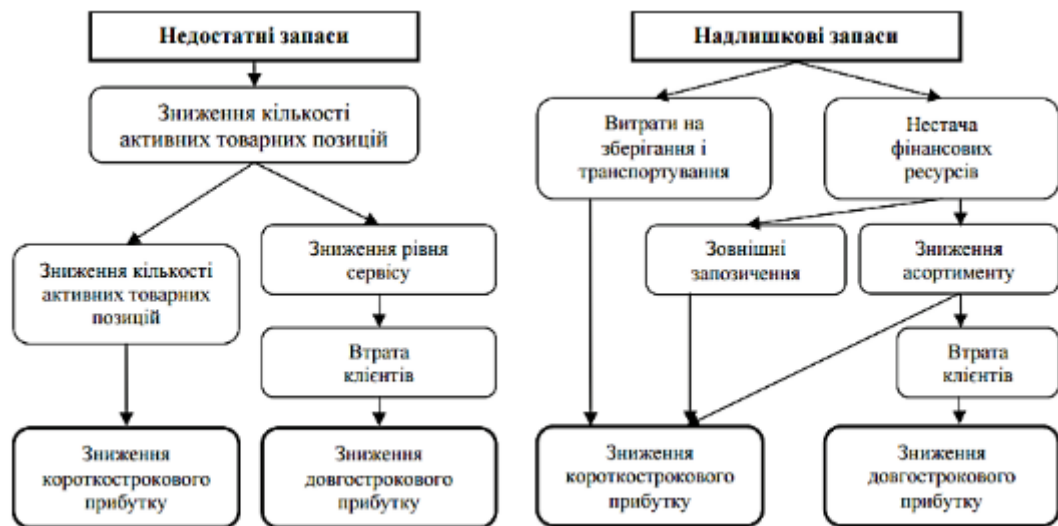 Недостатні запаси
Зниження кількості
активних товарних позицій
Зниження кількості
активних товарних
позицій
Зниження рівня
сервісу
Втрата
клієнтів
Зниження
короткострокового
прибутку
Зниження
довгострокового
прибутку
Надлишкові запаси
Витрати на
зберігання і
транспортування
Нестача
фінансових
ресурсів
Зовнішні
запозичення
Зниження
асортименту
Втрата
клієнтів
Зниження
короткострокового
прибутку
Зниження
довгострокового
прибутку